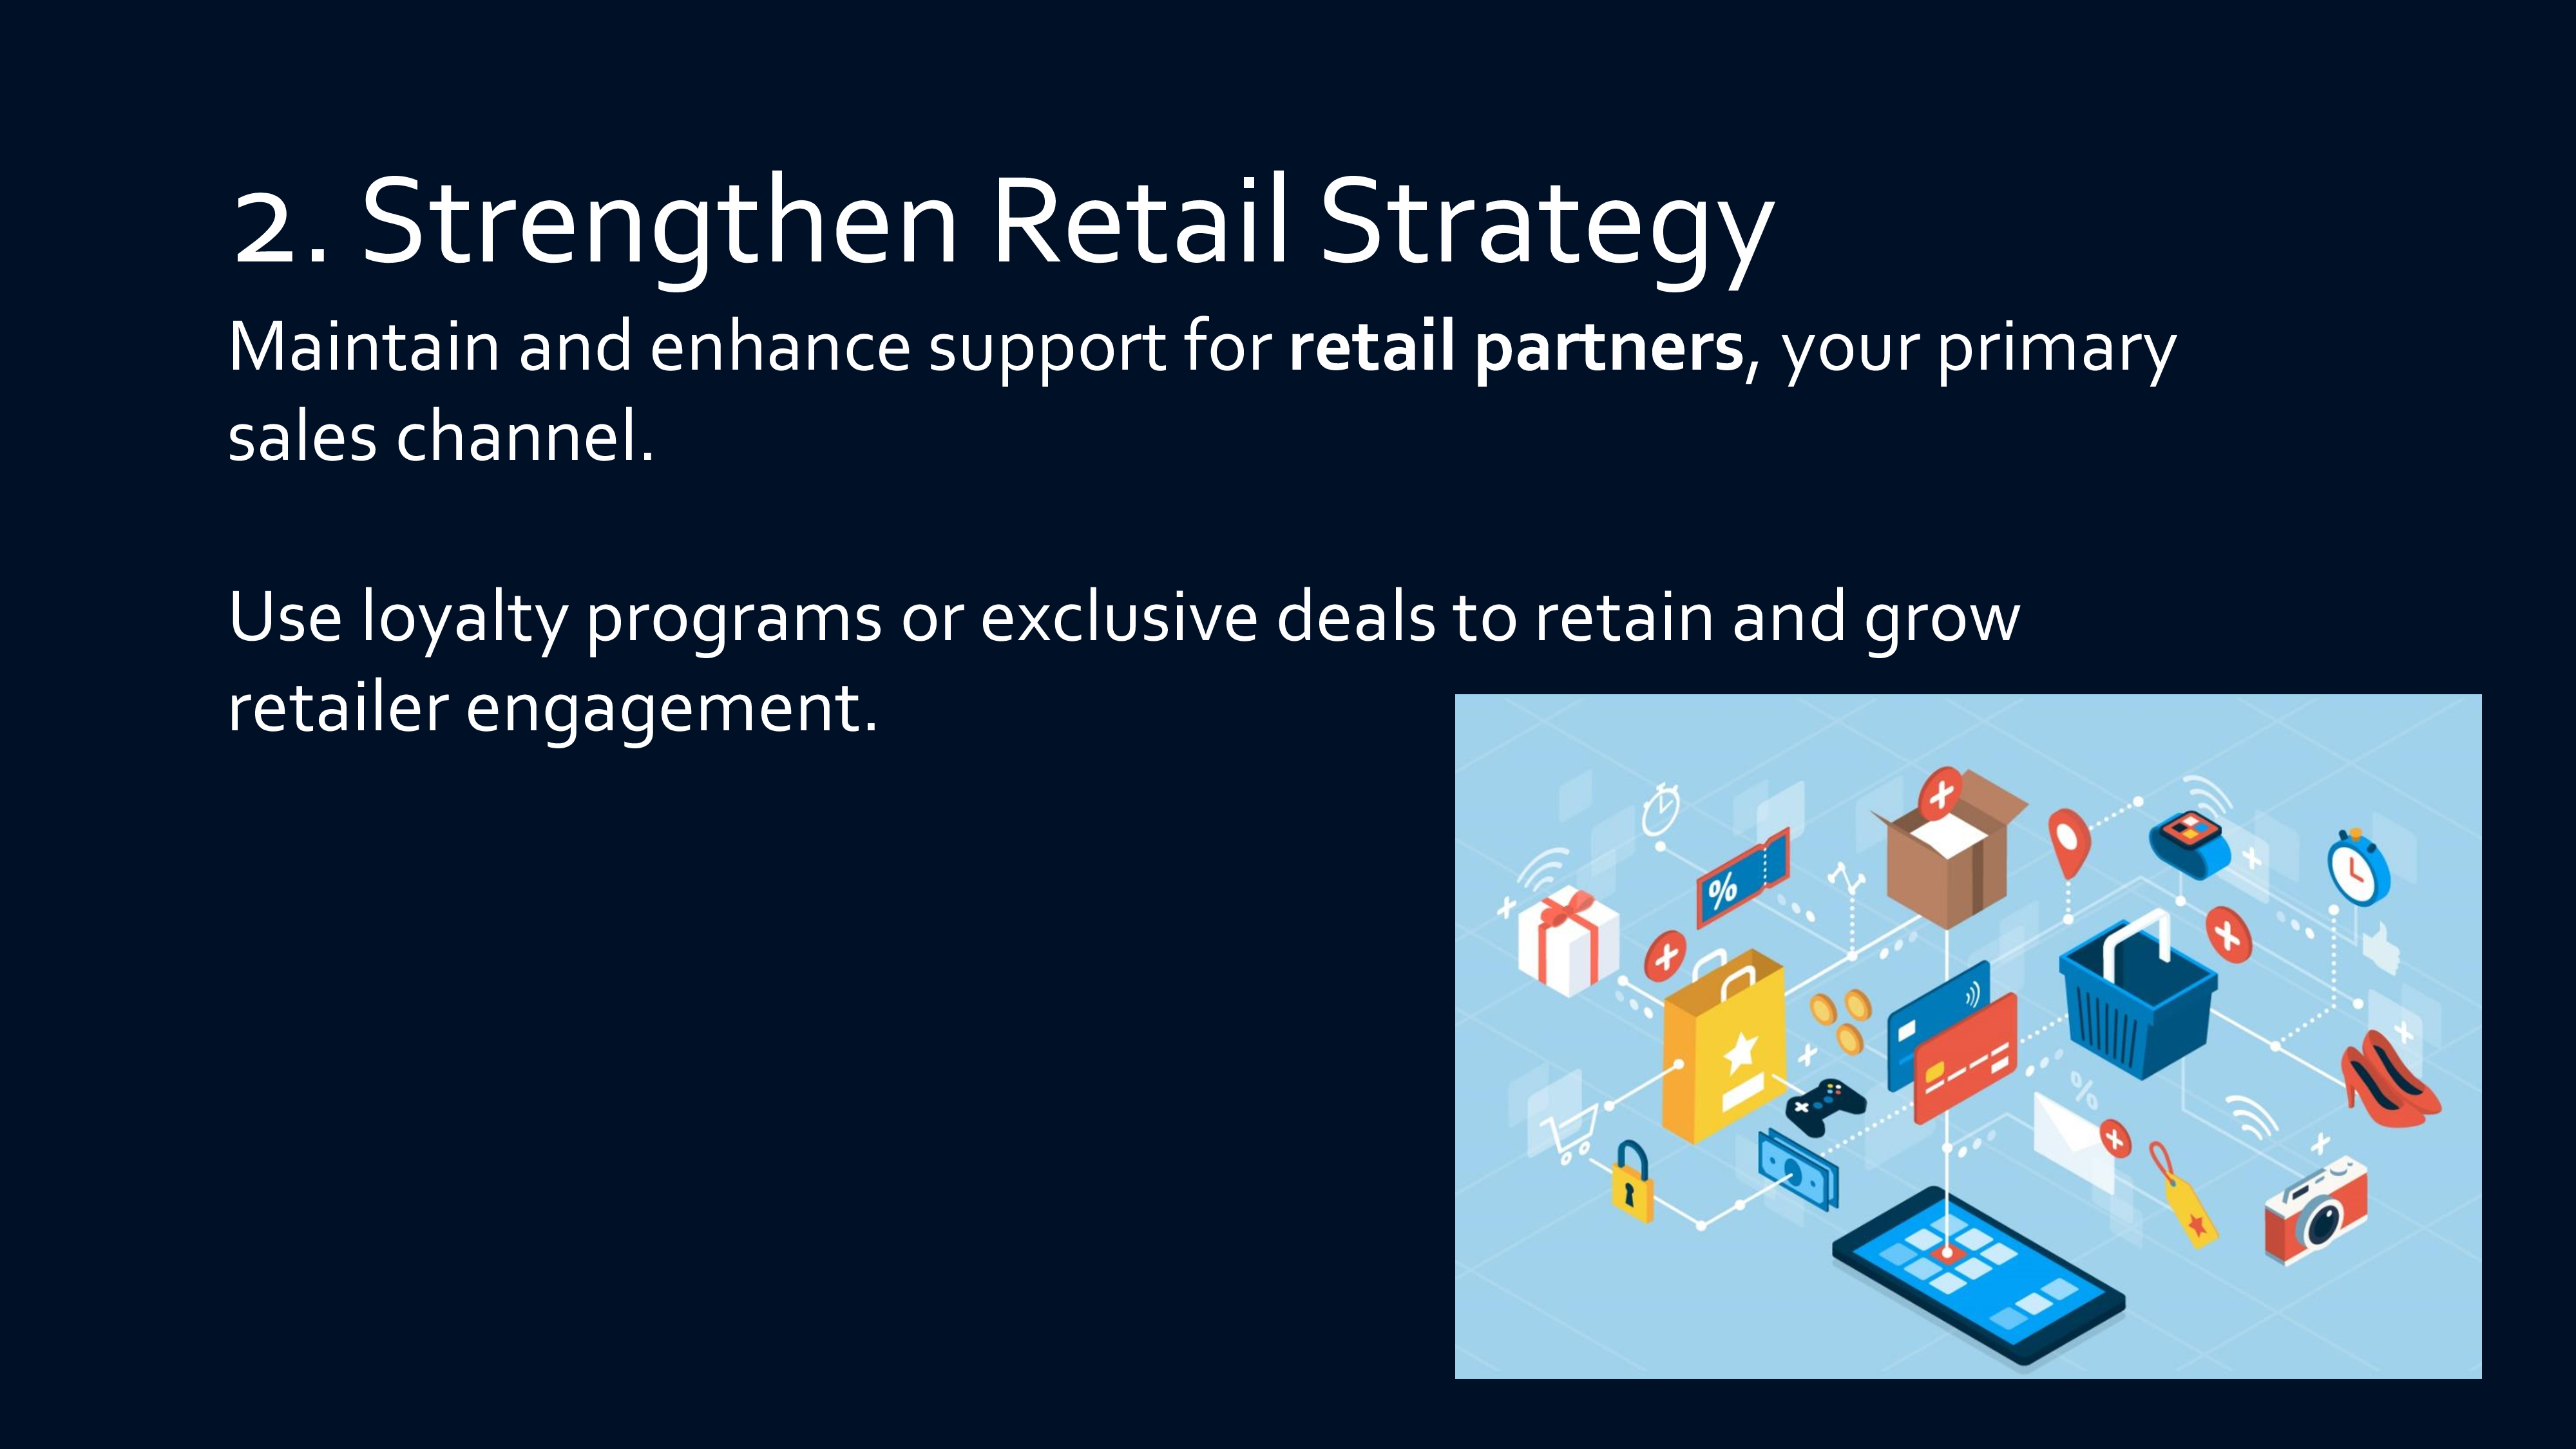 2. Strengthen Retail Strategy
Maintain and enhance support for retail partners, your primary
sales channel.
Use loyalty programs or exclusive deals to retain and grow
retailer engagement.
%
%